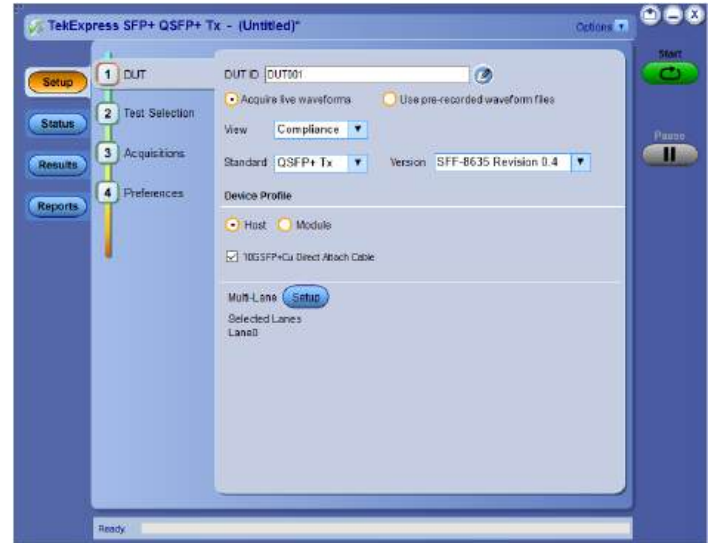 TekExpress SFP+ QSFP+ Tx - (Untitled)*
Options
Start
Setup
Status
Results
Reports
1 DUT
2 Test Selection
3 Acquisitions
4 Preferences
DUT ID DUT001
Acquire live waveforms
Use pre-recorded waveform files
View Compliance
Standard QSFP+ Tx
Version SFF-8635 Revision 0.4
Device Profile
Host
Module
10GSFP+Cu Direct Attach Cable
Multi-Lane Setup
Selected Lanes
Lane0
Pause
Ready